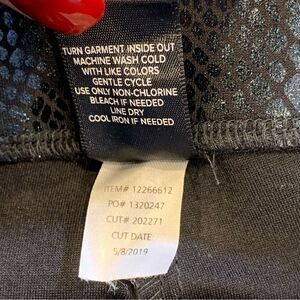 TURN GARMENT INSIDE OUT
MACHINE WASH COLD
WITH LIKE COLORS
GENTLE CYCLE
USE ONLY NON-CHLORINE
BLEACH IF NEEDED
LINE DRY
COOL IRON IF NEEDED
ITEM# 12266612
PO# 1320247
CUT# 202271
CUT DATE
5/8/2019